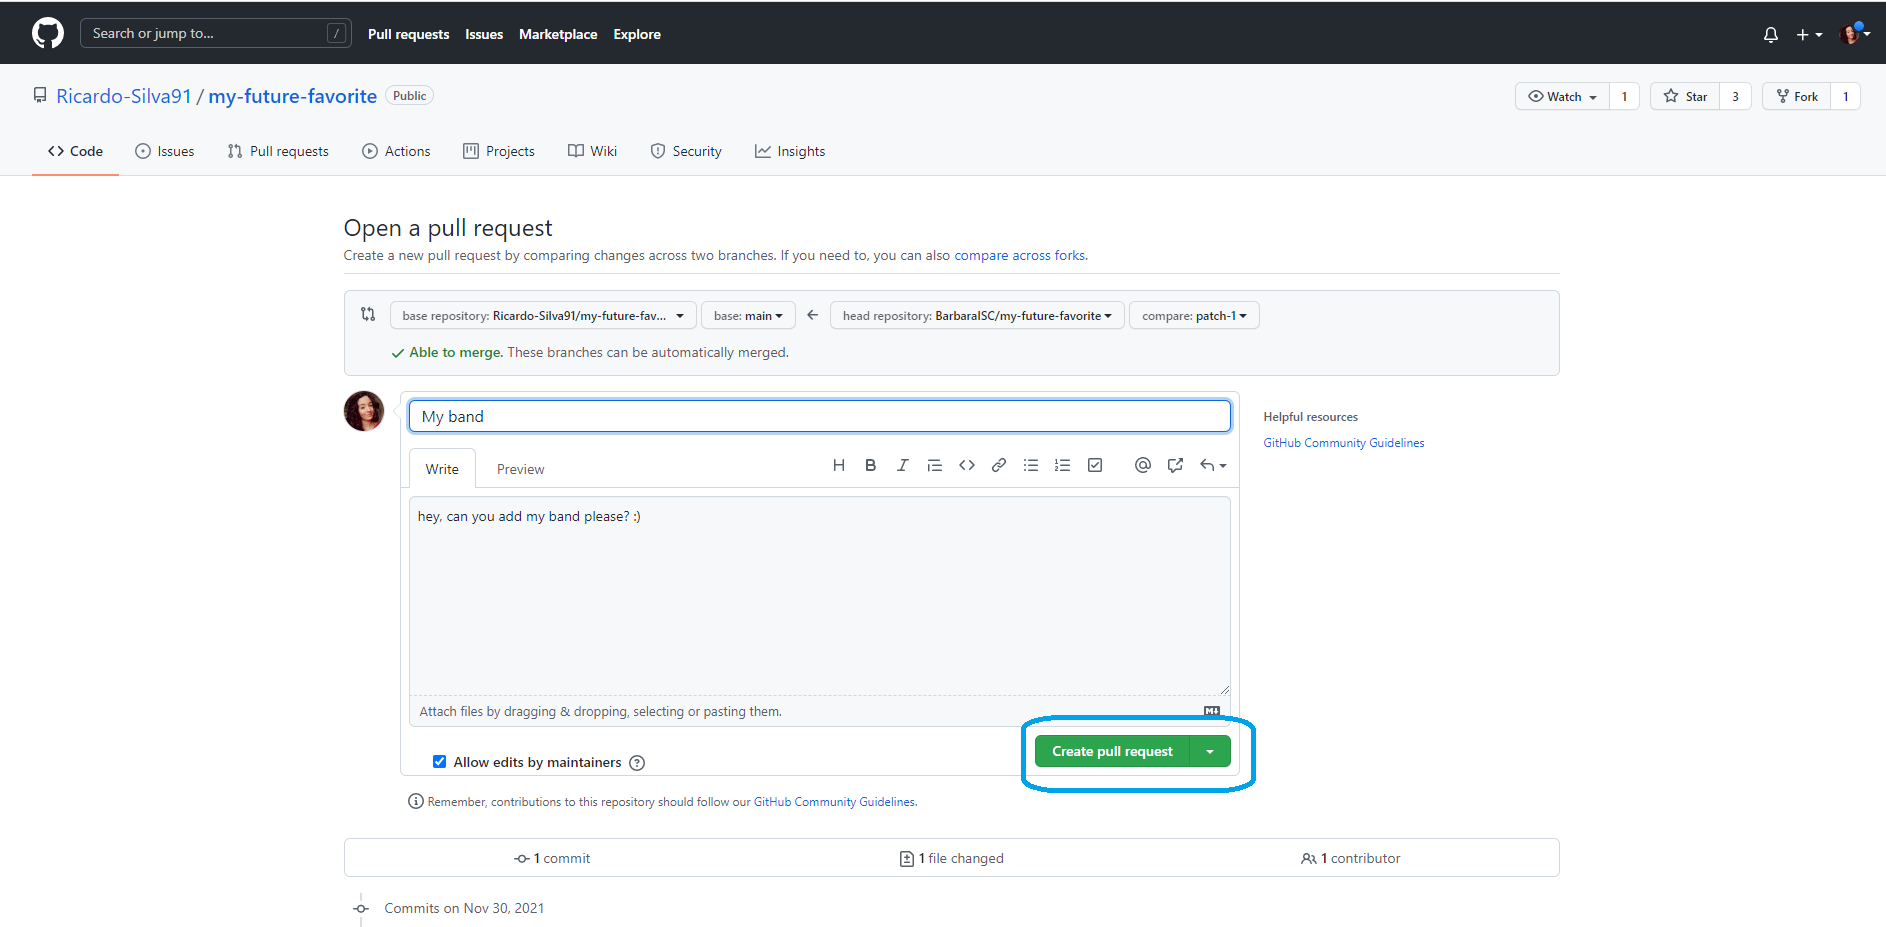 Search or jump to... /
Pull requests Issues Marketplace Explore
Ricardo-Silva91 / my-future-favorite Public
Watch 1 Star 3 Fork 1
Code Issues Pull requests Actions Projects Wiki Security Insights
Open a pull request
Create a new pull request by comparing changes across two branches. If you need to, you can also compare across forks.
base repository: Ricardo-Silva91/my-future-fav... base: main head repository: BarbaraISC/my-future-favorite compare: patch-1
Able to merge. These branches can be automatically merged.
My band
Helpful resources
GitHub Community Guidelines
Write Preview
hey, can you add my band please? :)
Attach files by dragging & dropping, selecting or pasting them.
Create pull request
Allow edits by maintainers
Remember, contributions to this repository should follow our GitHub Community Guidelines.
1 commit 1 file changed 1 contributor
Commits on Nov 30, 2021